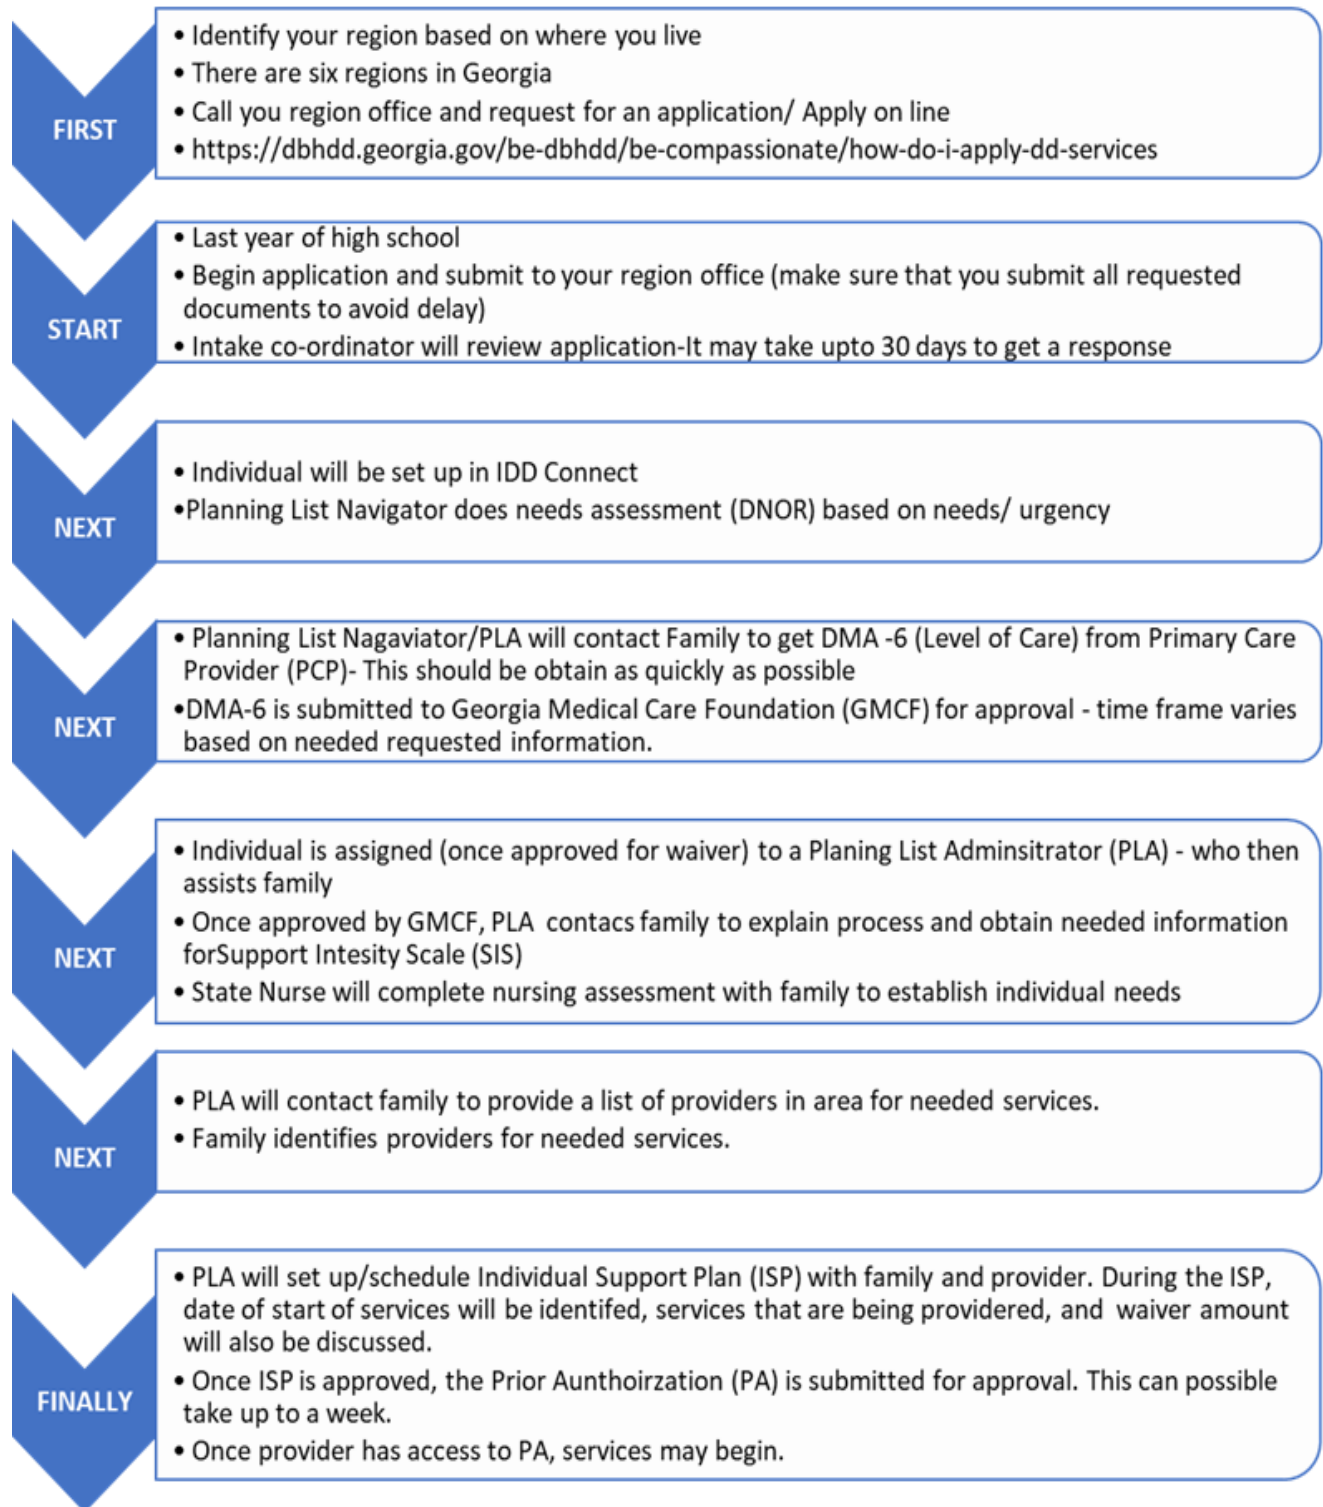 FIRST
• Identify your region based on where you live
• There are six regions in Georgia
• Call you region office and request for an application/ Apply on line
• https://dbhdd.georgia.gov/be-dbhdd/be-compassionate/how-do-i-apply-dd-services
START
• Last year of high school
• Begin application and submit to your region office (make sure that you submit all requested
documents to avoid delay)
• Intake co-ordinator will review application-It may take upto 30 days to get a response
NEXT
• Individual will be set up in IDD Connect
•Planning List Navigator does needs assessment (DNOR) based on needs/ urgency
NEXT
• Planning List Nagaviator/PLA will contact Family to get DMA -6 (Level of Care) from Primary Care
Provider (PCP)- This should be obtain as quickly as possible
•DMA-6 is submitted to Georgia Medical Care Foundation (GMCF) for approval - time frame varies
based on needed requested information.
NEXT
• Individual is assigned (once approved for waiver) to a Planing List Adminsitrator (PLA) - who then
assists family
• Once approved by GMCF, PLA contacs family to explain process and obtain needed information
forSupport Intesity Scale (SIS)
• State Nurse will complete nursing assessment with family to establish individual needs
NEXT
• PLA will contact family to provide a list of providers in area for needed services.
• Family identifies providers for needed services.
FINALLY
• PLA will set up/schedule Individual Support Plan (ISP) with family and provider. During the ISP,
date of start of services will be identifed, services that are being providered, and waiver amount
will also be discussed.
• Once ISP is approved, the Prior Aunthoirzation (PA) is submitted for approval. This can possible
take up to a week.
• Once provider has access to PA, services may begin.